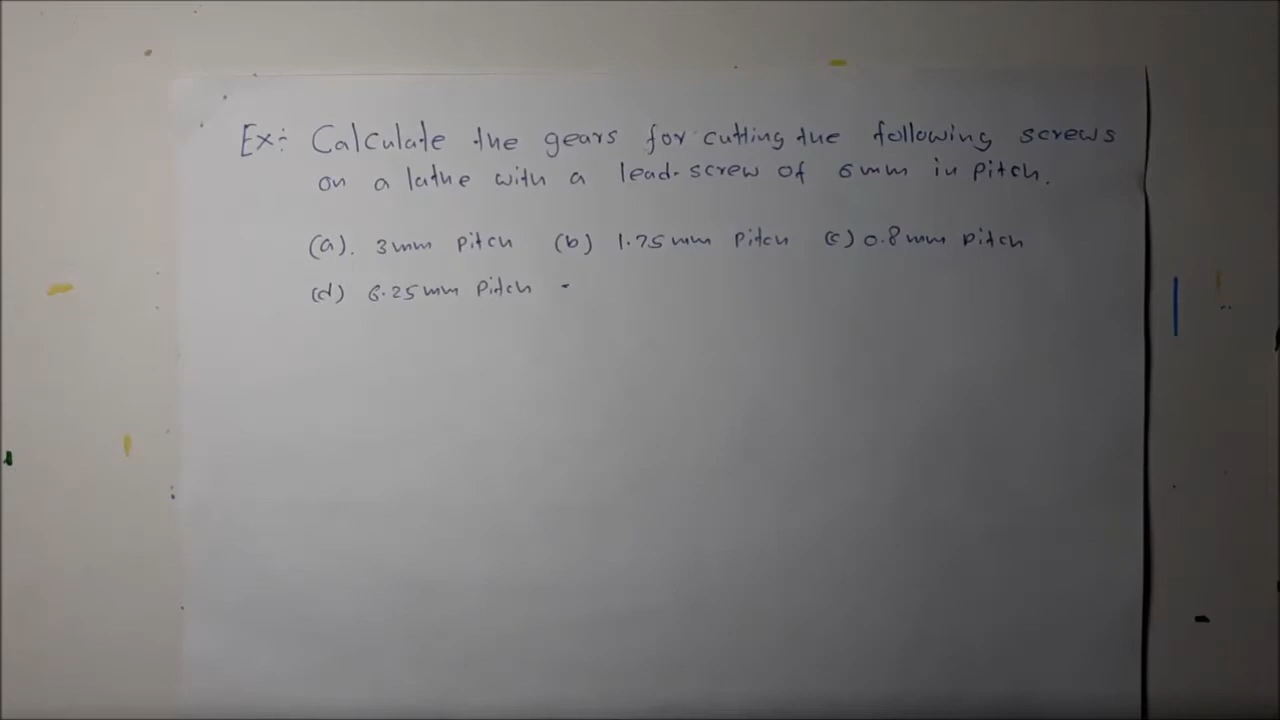 Ex:- Calculate the gears for cutting the following screws
on a lathe with a lead-screw of 6mm in pitch.
(a). 3mm pitch (b) 1.75mm pitch (c) 0.8mm pitch
(d) 6.25mm pitch -